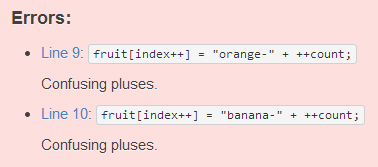 Errors:
Line 9: fruit[index++] = "orange-" + ++count;
Confusing pluses.
Line 10: fruit[index++] = "banana-" + ++count;
Confusing pluses.